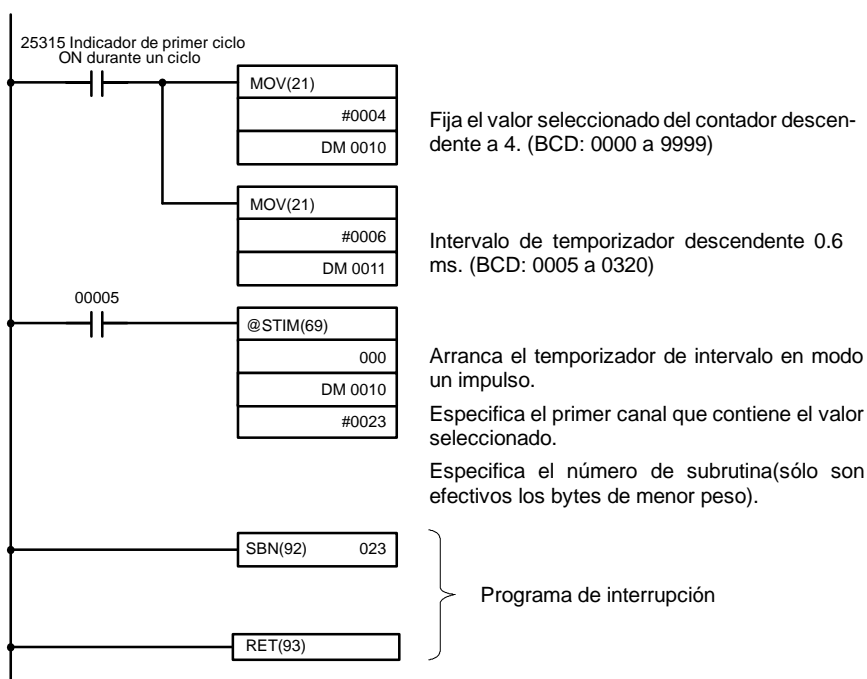 25315 Indicador de primer ciclo
ON durante un ciclo
MOV(21)
#0004
DM 0010
Fija el valor seleccionado del contador descen-
dente a 4. (BCD: 0000 a 9999)
MOV(21)
#0006
DM 0011
Intervalo de temporizador descendente 0.6
ms. (BCD: 0005 a 0320)
00005
@STIM(69)
000
DM 0010
#0023
Arranca el temporizador de intervalo en modo
un impulso.
Especifica el primer canal que contiene el valor
seleccionado.
Especifica el número de subrutina(sólo son
efectivos los bytes de menor peso).
SBN(92) 023
Programa de interrupción
RET(93)